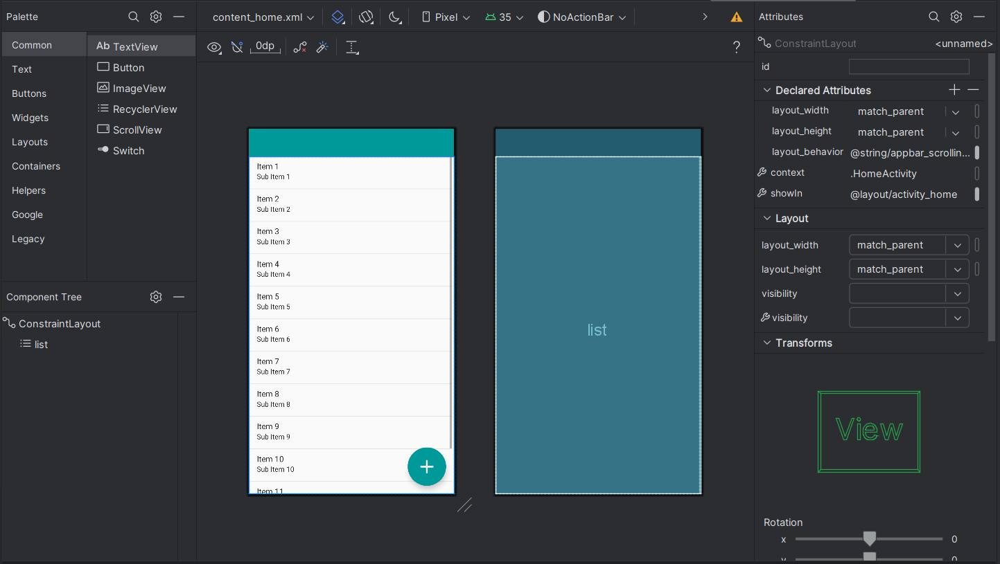 Palette
content_home.xml
Pixel
35
NoActionBar
Attributes
Common
Text
Buttons
Widgets
Layouts
Containers
Helpers
Google
Legacy
Ab TextView
Button
ImageView
RecyclerView
ScrollView
Switch
0dp
?
Component Tree
ConstraintLayout
list
Item 1
Sub Item 1
Item 2
Sub Item 2
Item 3
Sub Item 3
Item 4
Sub Item 4
Item 5
Sub Item 5
Item 6
Sub Item 6
Item 7
Sub Item 7
Item 8
Sub Item 8
Item 9
Sub Item 9
Item 10
Sub Item 10
Item 11
list
ConstraintLayout <unnamed>
id
Declared Attributes
layout_width match_parent
layout_height match_parent
layout_behavior @string/appbar_scrollin...
context .HomeActivity
showIn @layout/activity_home
Layout
layout_width match_parent
layout_height match_parent
visibility
visibility
Transforms
View
Rotation
x 0
y 0